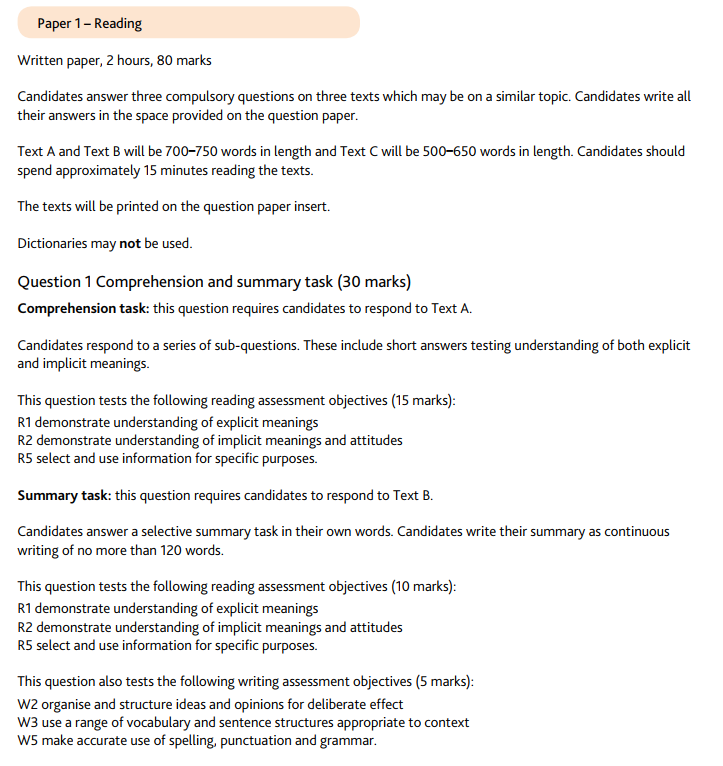 Paper 1 – Reading
Written paper, 2 hours, 80 marks
Candidates answer three compulsory questions on three texts which may be on a similar topic. Candidates write all
their answers in the space provided on the question paper.
Text A and Text B will be 700–750 words in length and Text C will be 500–650 words in length. Candidates should
spend approximately 15 minutes reading the texts.
The texts will be printed on the question paper insert.
Dictionaries may not be used.
Question 1 Comprehension and summary task (30 marks)
Comprehension task: this question requires candidates to respond to Text A.
Candidates respond to a series of sub-questions. These include short answers testing understanding of both explicit
and implicit meanings.
This question tests the following reading assessment objectives (15 marks):
R1 demonstrate understanding of explicit meanings
R2 demonstrate understanding of implicit meanings and attitudes
R5 select and use information for specific purposes.
Summary task: this question requires candidates to respond to Text B.
Candidates answer a selective summary task in their own words. Candidates write their summary as continuous
writing of no more than 120 words.
This question tests the following reading assessment objectives (10 marks):
R1 demonstrate understanding of explicit meanings
R2 demonstrate understanding of implicit meanings and attitudes
R5 select and use information for specific purposes.
This question also tests the following writing assessment objectives (5 marks):
W2 organise and structure ideas and opinions for deliberate effect
W3 use a range of vocabulary and sentence structures appropriate to context
W5 make accurate use of spelling, punctuation and grammar.